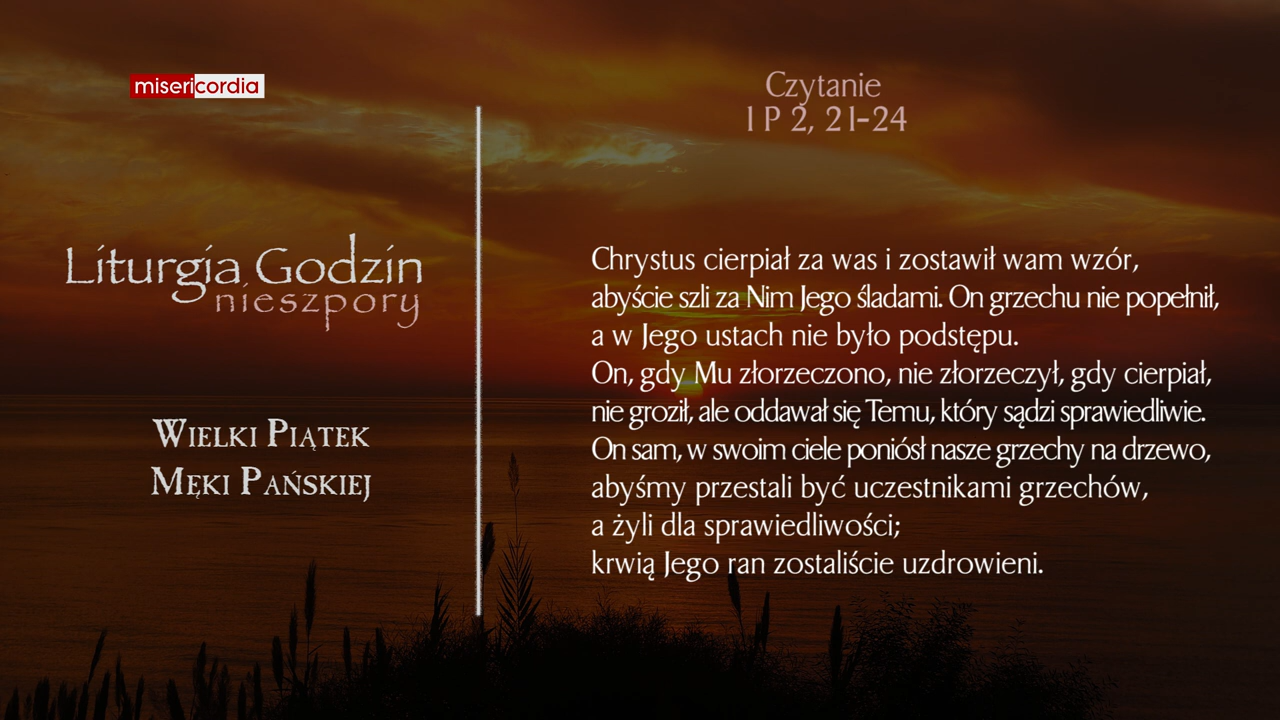 misericordia
Liturgia Godzin
nieszpory
Wielki Piątek
Męki Pańskiej
Czytanie
1 P 2, 21-24
Chrystus cierpiał za was i zostawił wam wzór,
abyście szli za Nim Jego śladami. On grzechu nie popełnił,
a w Jego ustach nie było podstępu.
On, gdy Mu złorzeczono, nie złorzeczył, gdy cierpiał,
nie groził, ale oddawał się Temu, który sądzi sprawiedliwie.
On sam, w swoim ciele poniósł nasze grzechy na drzewo,
abyśmy przestali być uczestnikami grzechów,
a żyli dla sprawiedliwości;
krwią Jego ran zostaliście uzdrowieni.